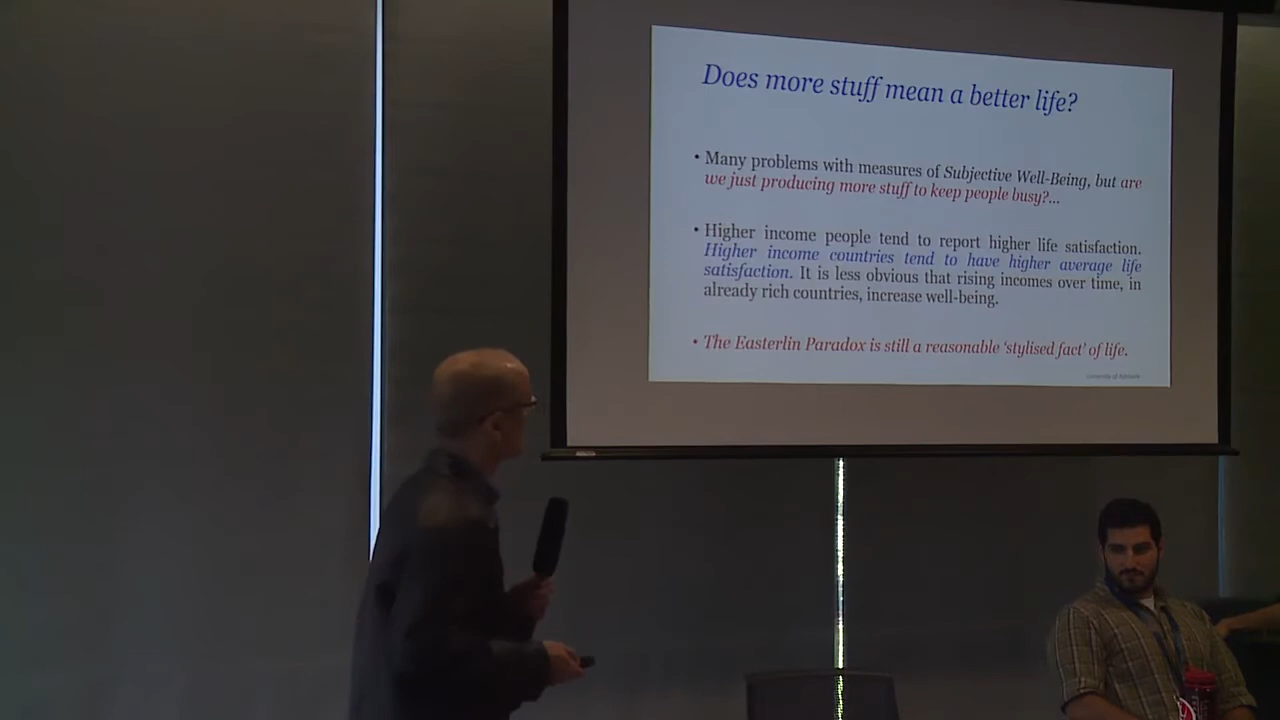 Does more stuff mean a better life?
• Many problems with measures of Subjective Well-Being, but are
we just producing more stuff to keep people busy?...
• Higher income people tend to report higher life satisfaction.
Higher income countries tend to have higher average life
satisfaction. It is less obvious that rising incomes over time, in
already rich countries, increase well-being.
• The Easterlin Paradox is still a reasonable ‘stylised fact’ of life.
University of Adelaide